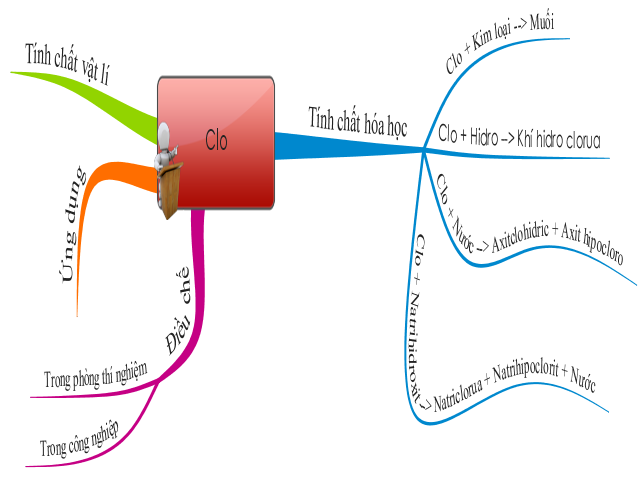 Clo
Tính chất vật lí
Ứng dụng
Điều chế
Trong phòng thí nghiệm
Trong công nghiệp
Tính chất hóa học
Clo + Kim loại --> Muối
Clo + Hidro --> Khí hidro clorua
Clo + Nước --> Axitclohidric + Axit hipocloro
Clo + Natrihidroxit --> Natriclorua + Natrihipoclorit + Nước